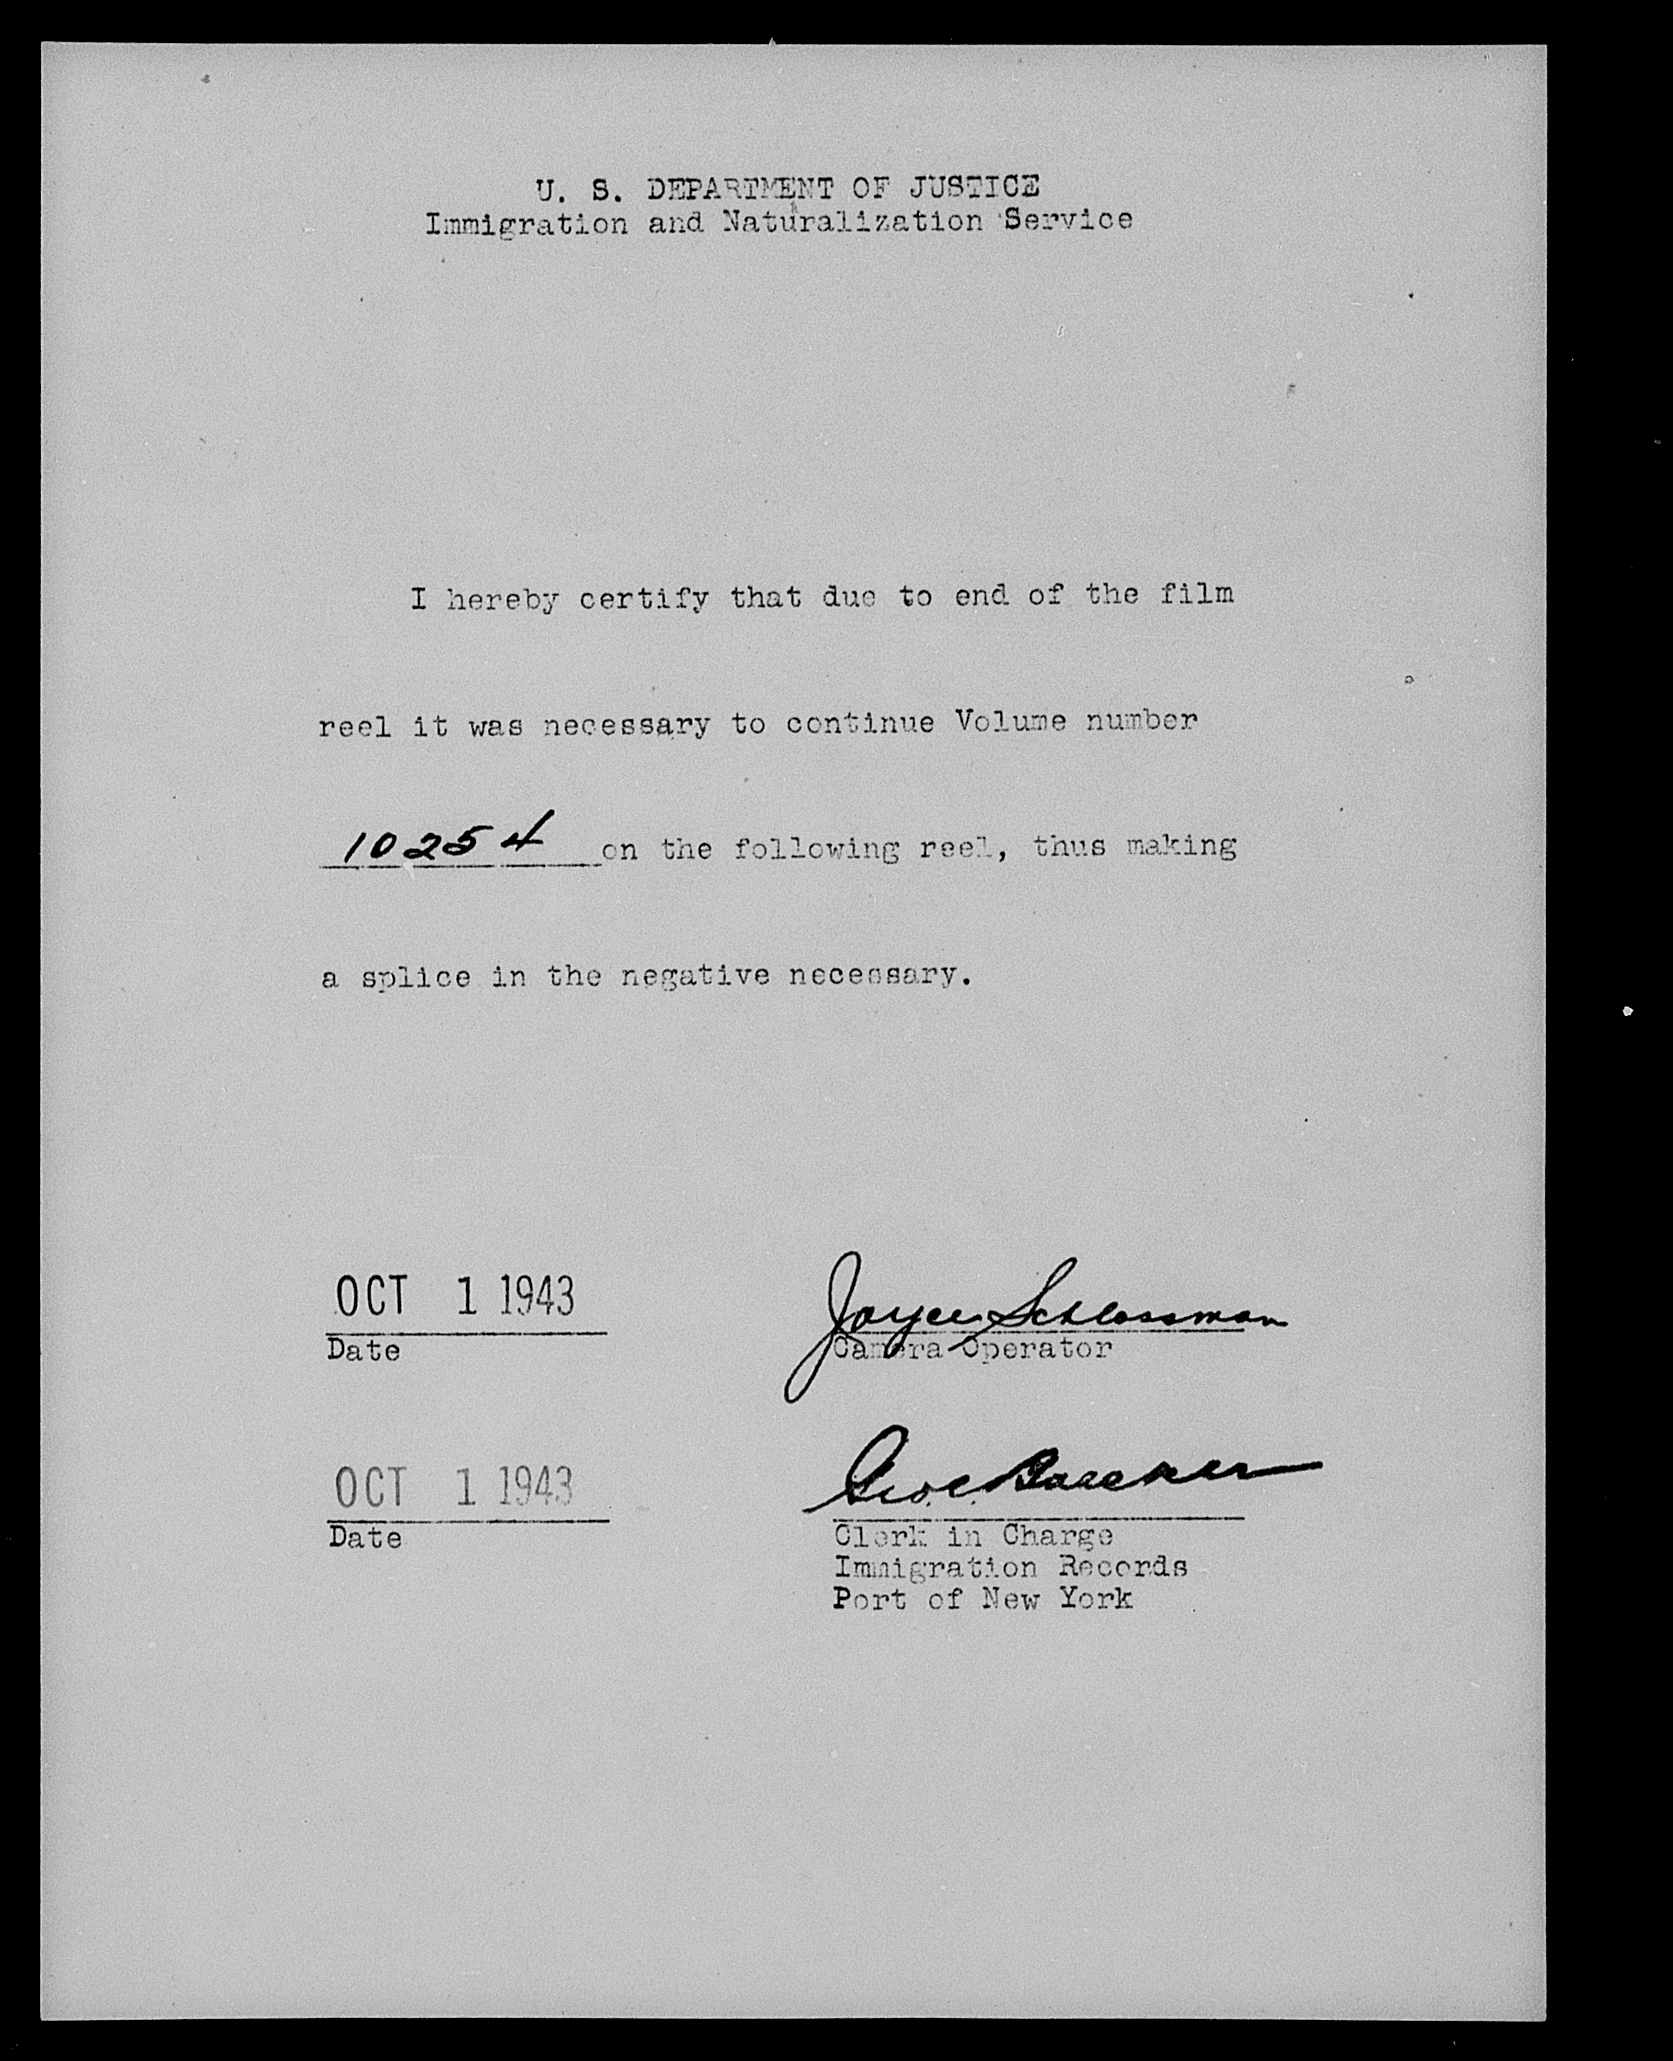 U. S. DEPARTMENT OF JUSTICE
Immigration and Naturalization Service
I hereby certify that due to end of the film
reel it was necessary to continue Volume number
10254 on the following reel, thus making
a splice in the negative necessary.
OCT 1 1943
Joyce Schlossman
Date
Camera Operator
OCT 1 1943
Geo. C.
Date
Clerk in Charge
Immigration Records
Port of New York